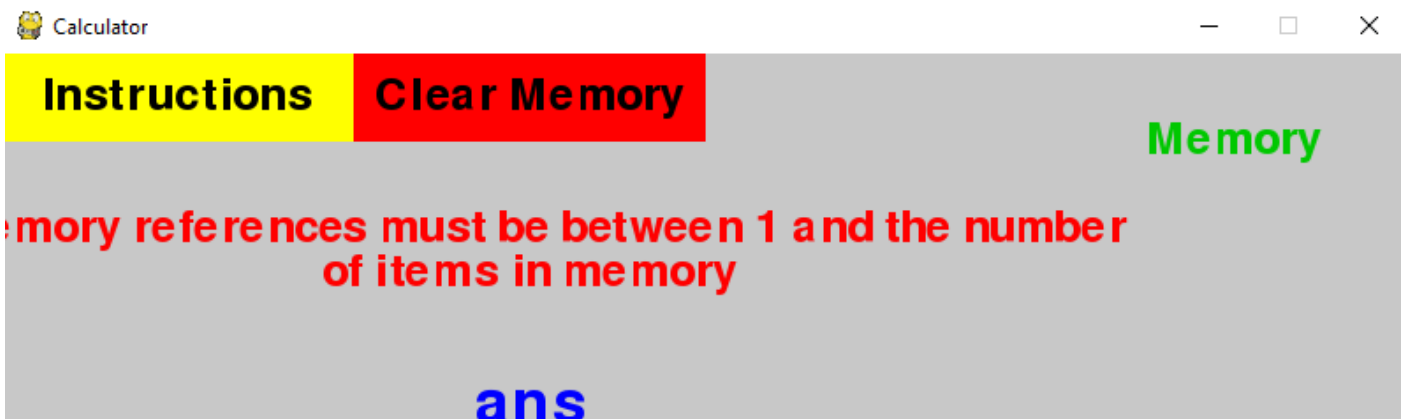 Calculator
Instructions
Clear Memory
Memory
emory references must be between 1 and the number
of items in memory
ans